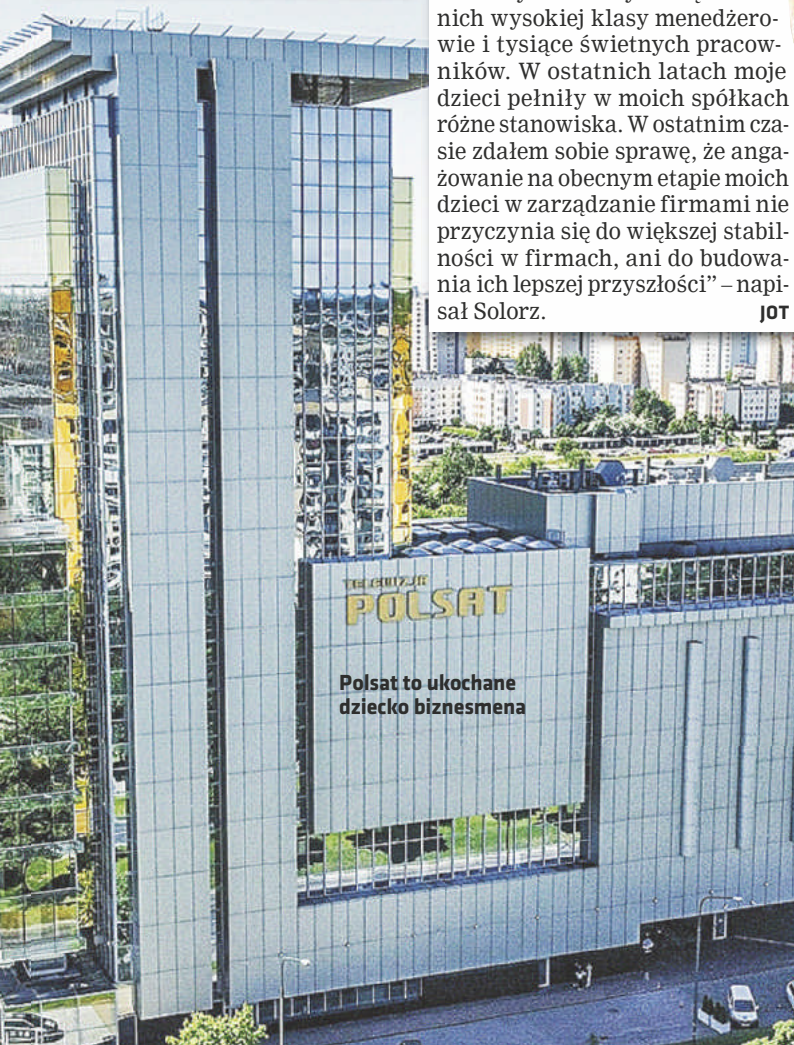 nich wysokiej klasy menedżero-
wie i tysiące świetnych pracow-
ników. W ostatnich latach moje
dzieci pełniły w moich spółkach
różne stanowiska. W ostatnim cza-
sie zdałem sobie sprawę, że anga-
żowanie na obecnym etapie moich
dzieci w zarządzanie firmami nie
przyczynia się do większej stabil-
ności w firmach, ani do budowa-
nia ich lepszej przyszłości” – napi-
sał Solorz. JOT
TELEWIZJA
POLSAT
Polsat to ukochane
dziecko biznesmena